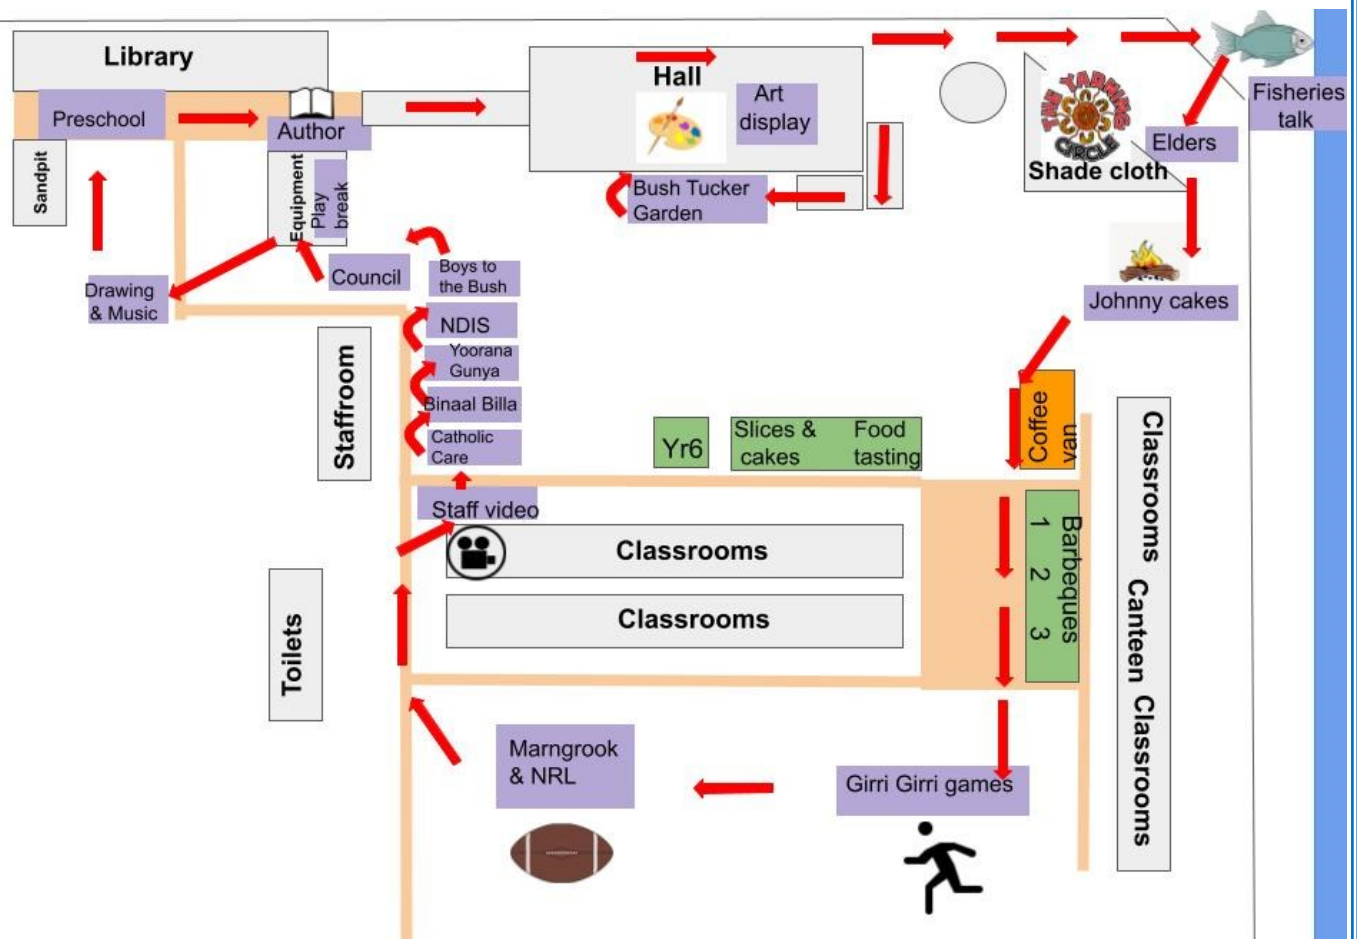 Library
Preschool
Author
Sandpit
Equipment
Play
break
Hall
Art
display
Bush Tucker
Garden
THE YARNING
CIRCLE
Shade cloth
Elders
Fisheries
talk
Johnny cakes
Drawing
& Music
Council
Boys to
the Bush
NDIS
Yoorana
Gunya
Binaal Billa
Catholic
Care
Staffroom
Staff video
Yr6
Slices &
cakes
Food
tasting
Coffee
van
Barbeques
1 2 3
Classrooms
Canteen
Classrooms
Classrooms
Classrooms
Toilets
Marngrook
& NRL
Girri Girri games